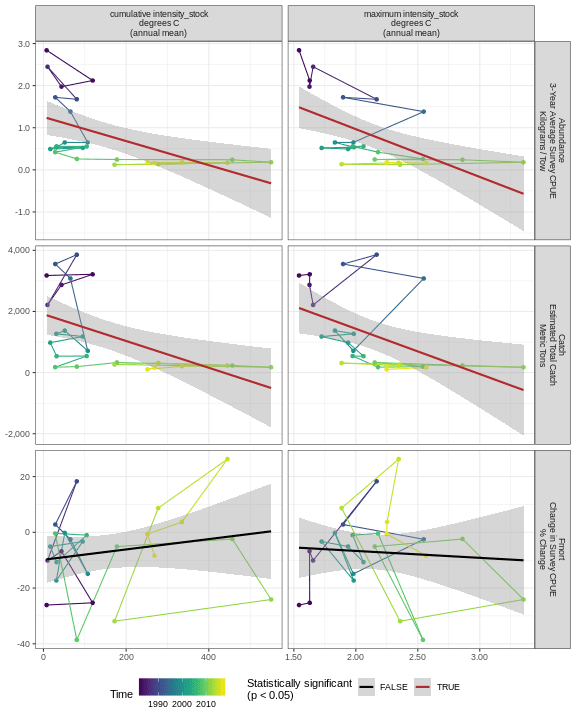 cumulative intensity_stock
degrees C
(annual mean)
maximum intensity_stock
degrees C
(annual mean)
3.0
2.0
1.0
0.0
-1.0
Abundance
3-Year Average Survey CPUE
Kilograms / Tow
4,000
2,000
0
-2,000
Catch
Estimated Total Catch
Metric Tons
20
0
-20
-40
Fmort
Change in Survey CPUE
% Change
0 200 400
1.50 2.00 2.50 3.00
Time
1990 2000 2010
Statistically significant
(p < 0.05)
FALSE
TRUE